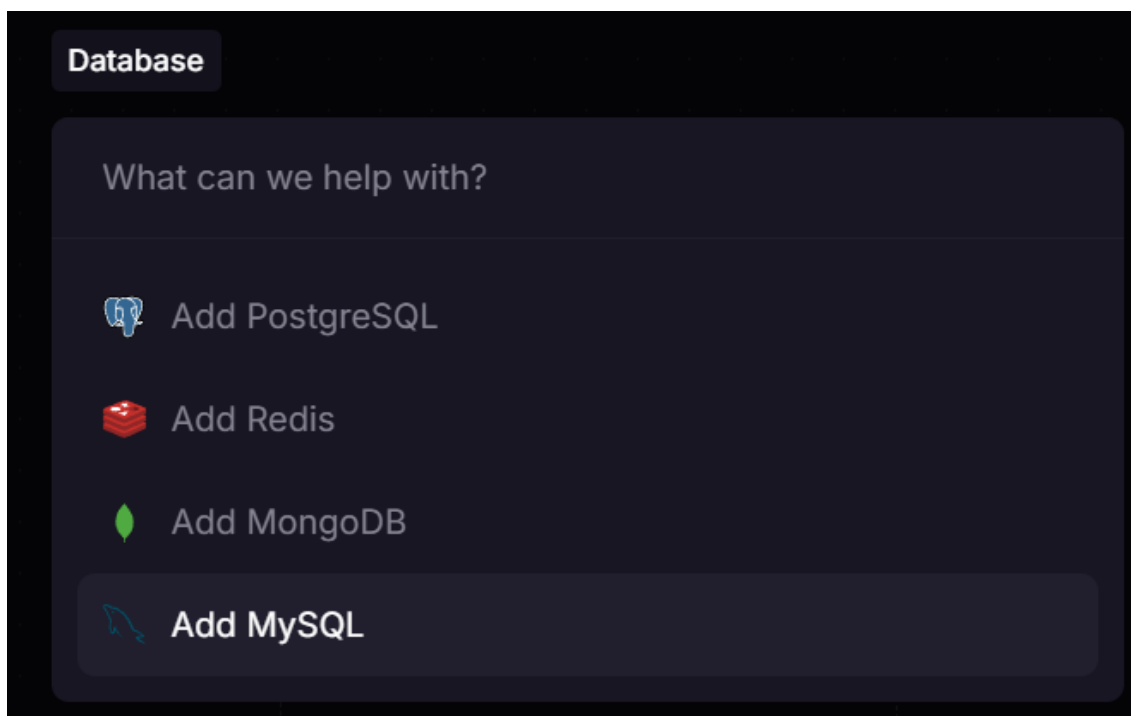 Database
What can we help with?
Add PostgreSQL
Add Redis
Add MongoDB
Add MySQL